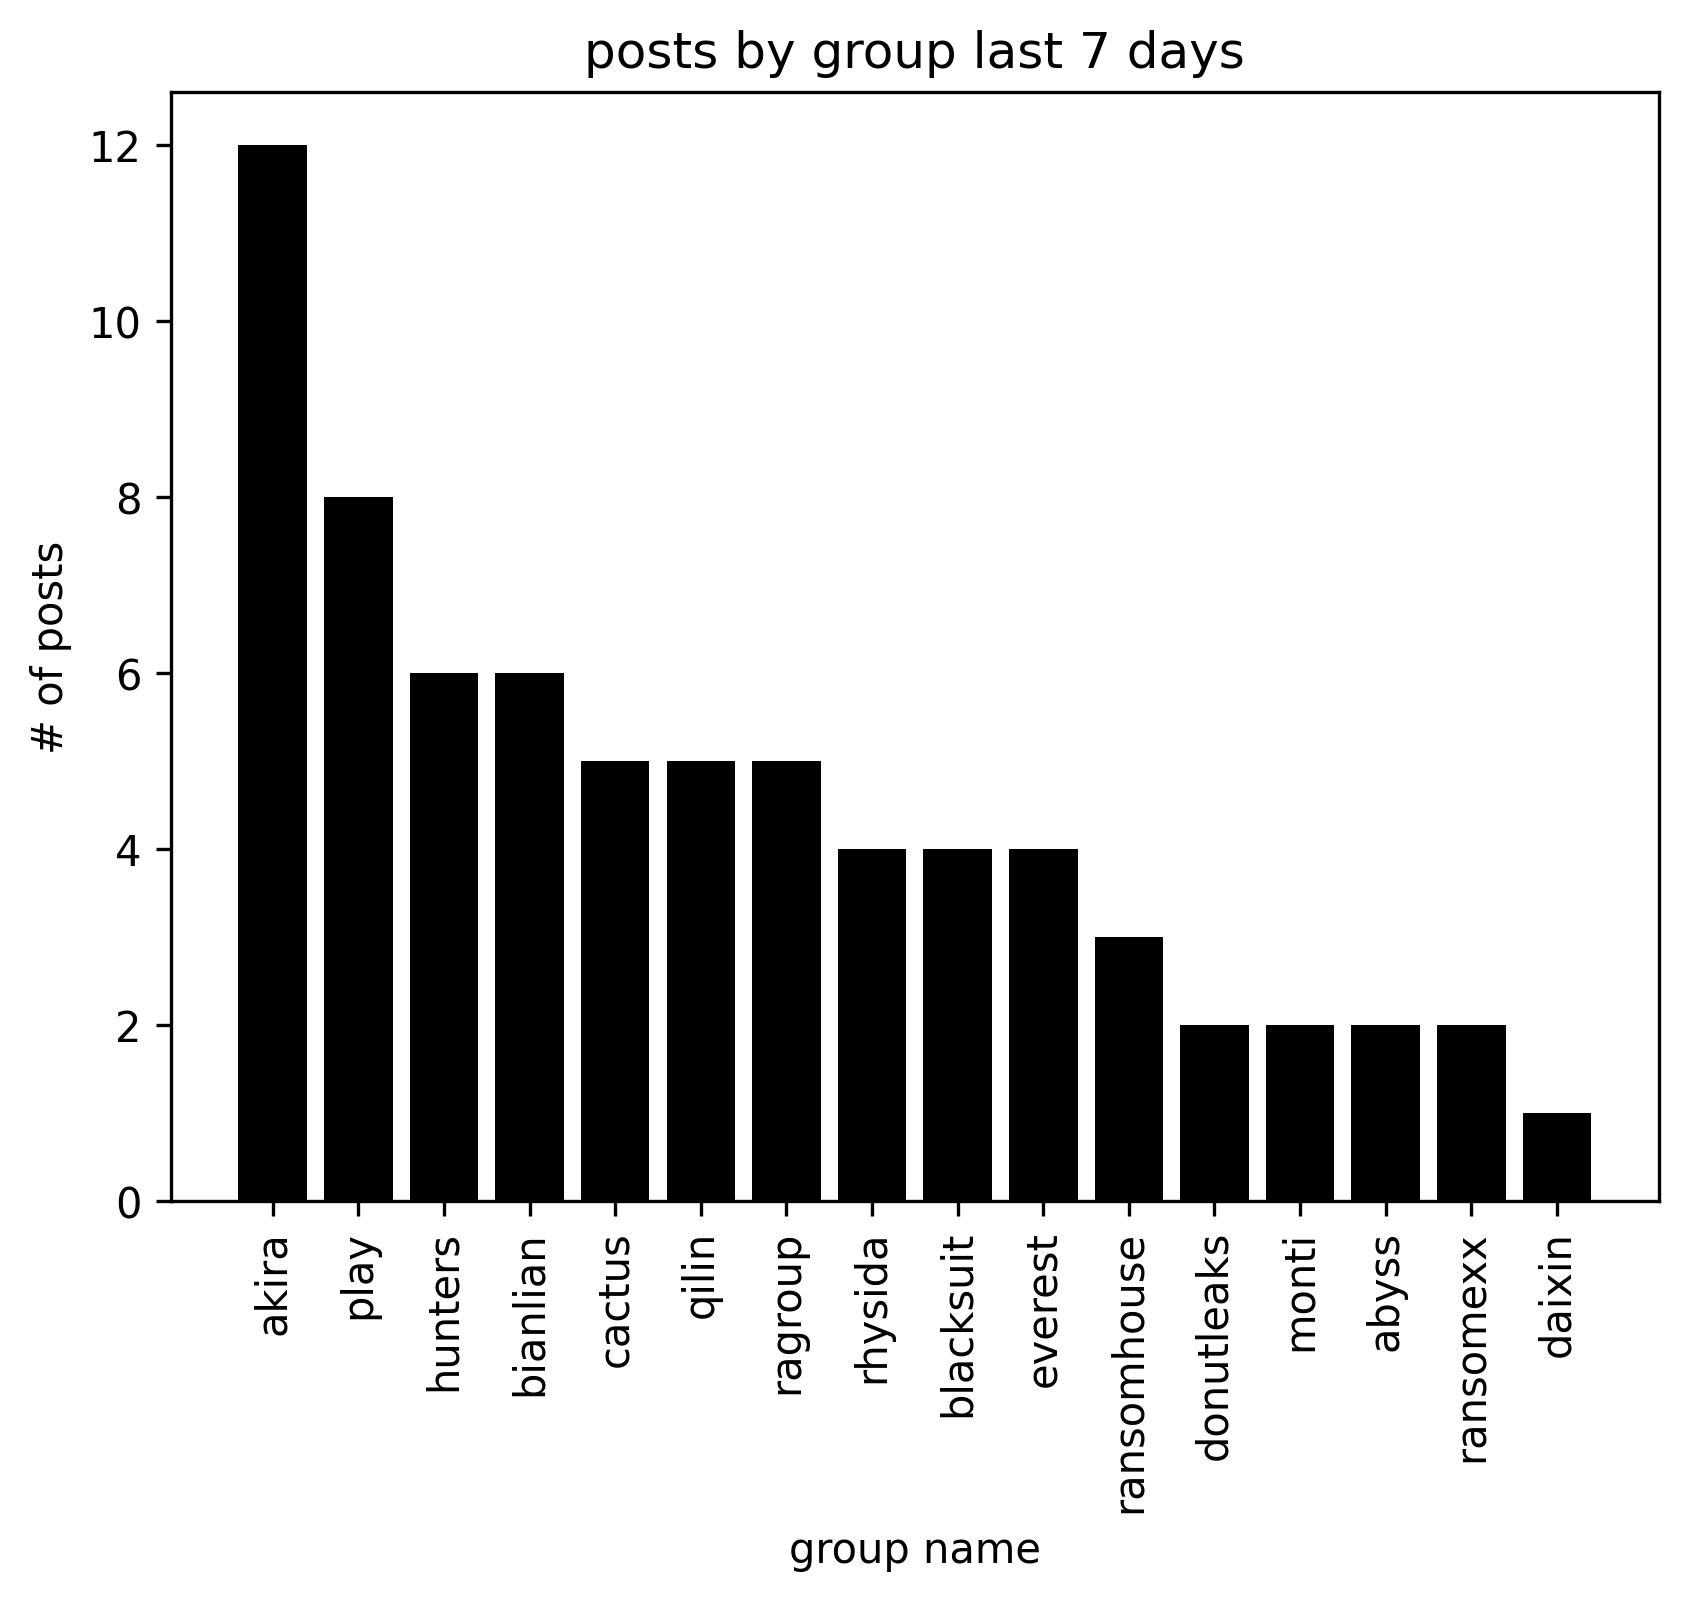 posts by group last 7 days
12
10
8
6
4
2
0
# of posts
akira
play
hunters
bianlian
cactus
qilin
ragroup
rhysida
blacksuit
everest
ransomhouse
donutleaks
monti
abyss
ransomexx
daixin
group name